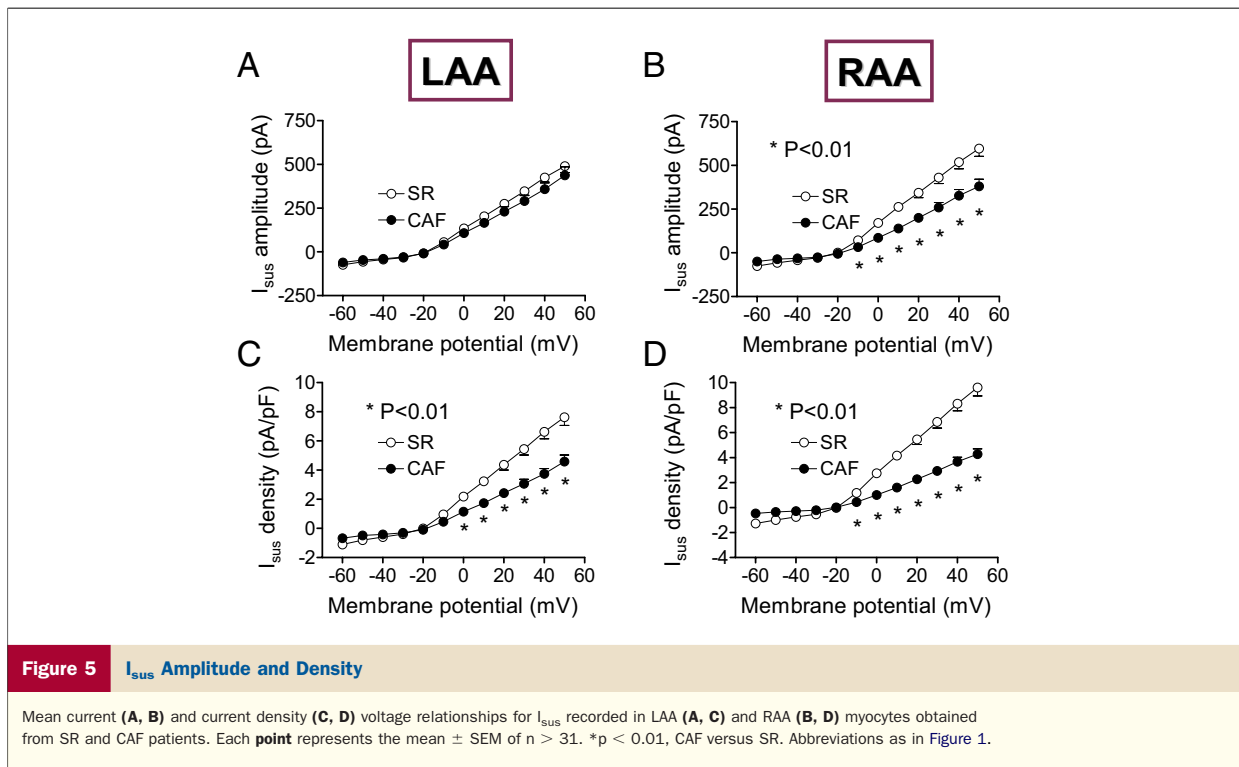 A
LAA
B
RAA
I_sus amplitude (pA)
750
500
250
0
-250
SR
CAF
-60 -40 -20 0 20 40 60
Membrane potential (mV)
I_sus amplitude (pA)
750
500
250
0
-250
* P<0.01
SR
CAF
* * * * * * *
-60 -40 -20 0 20 40 60
Membrane potential (mV)
C
I_sus density (pA/pF)
10
8
6
4
2
0
-2
* P<0.01
SR
CAF
* * * * * *
-60 -40 -20 0 20 40 60
Membrane potential (mV)
D
I_sus density (pA/pF)
10
8
6
4
2
0
-2
-4
* P<0.01
SR
CAF
* * * * * * *
-60 -40 -20 0 20 40 60
Membrane potential (mV)
Figure 5 I_sus Amplitude and Density
Mean current (A, B) and current density (C, D) voltage relationships for I_sus recorded in LAA (A, C) and RAA (B, D) myocytes obtained
from SR and CAF patients. Each point represents the mean ± SEM of n > 31. *p < 0.01, CAF versus SR. Abbreviations as in Figure 1.